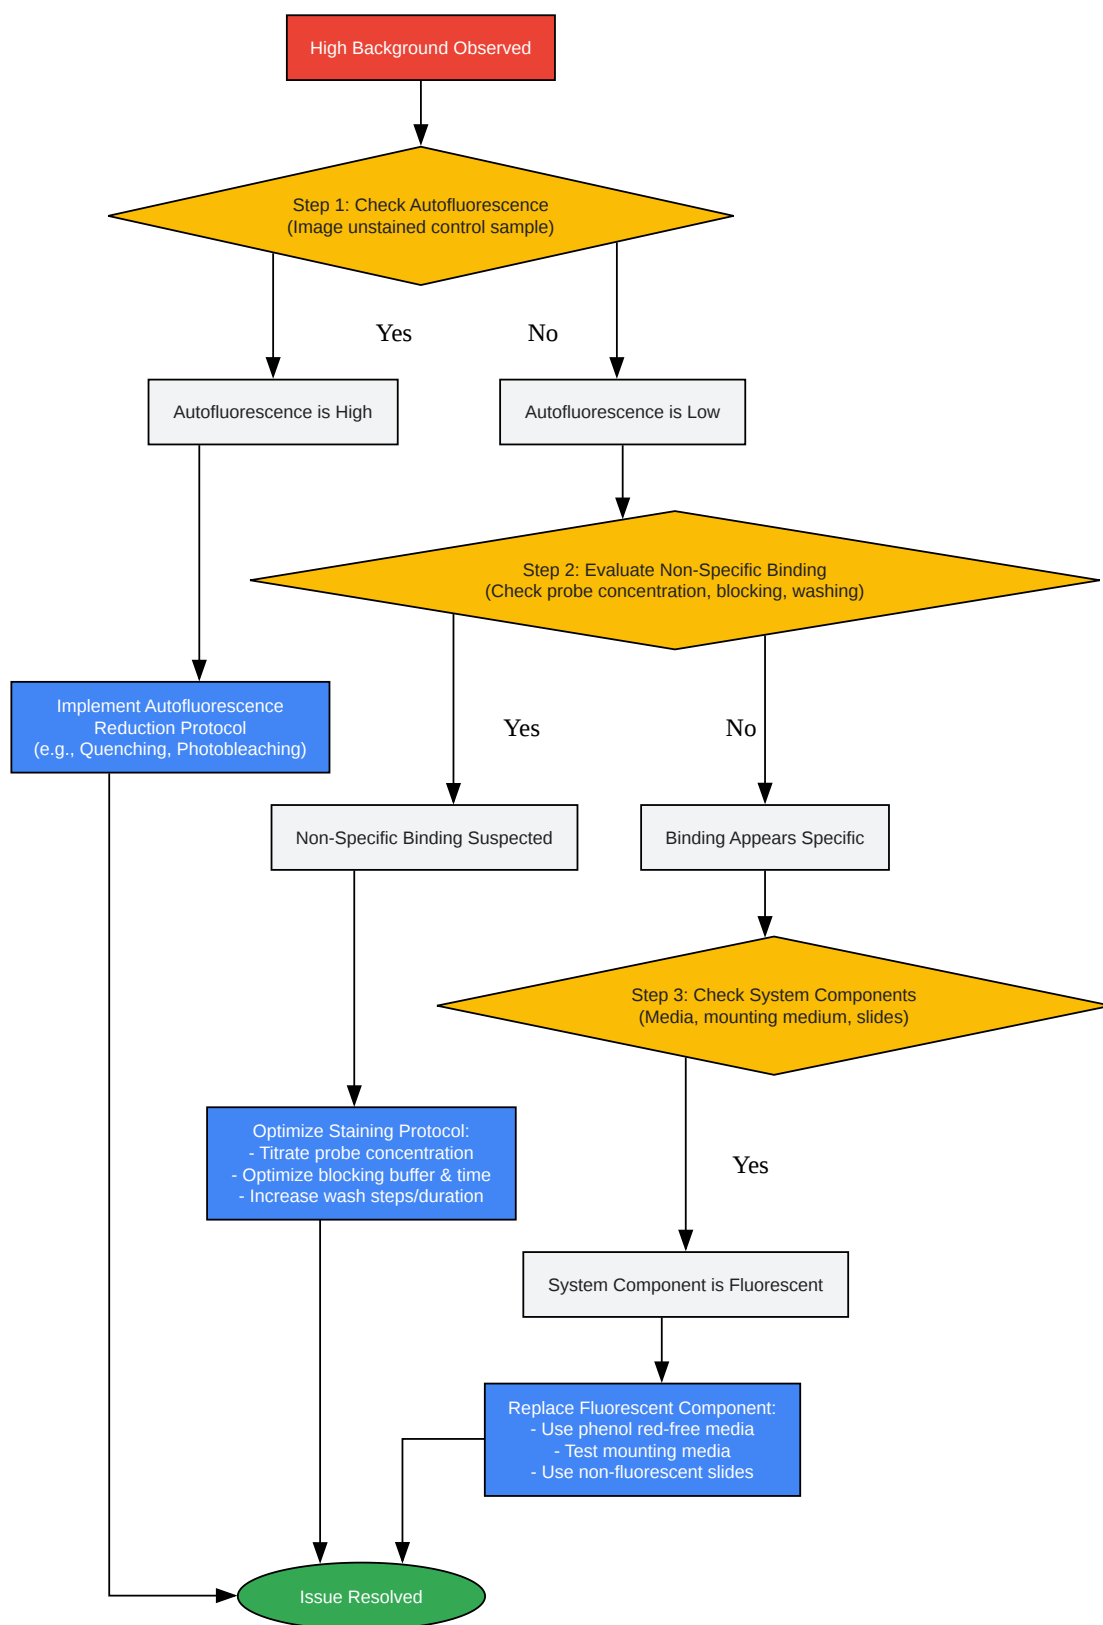 High Background Observed
Step 1: Check Autofluorescence
(Image unstained control sample)
Yes
No
Autofluorescence is High
Autofluorescence is Low
Step 2: Evaluate Non-Specific Binding
(Check probe concentration, blocking, washing)
Implement Autofluorescence
Reduction Protocol
(e.g., Quenching, Photobleaching)
Yes
No
Non-Specific Binding Suspected
Binding Appears Specific
Step 3: Check System Components
(Media, mounting medium, slides)
Optimize Staining Protocol:
- Titrate probe concentration
- Optimize blocking buffer & time
- Increase wash steps/duration
Yes
System Component is Fluorescent
Replace Fluorescent Component:
- Use phenol red-free media
- Test mounting media
- Use non-fluorescent slides
Issue Resolved